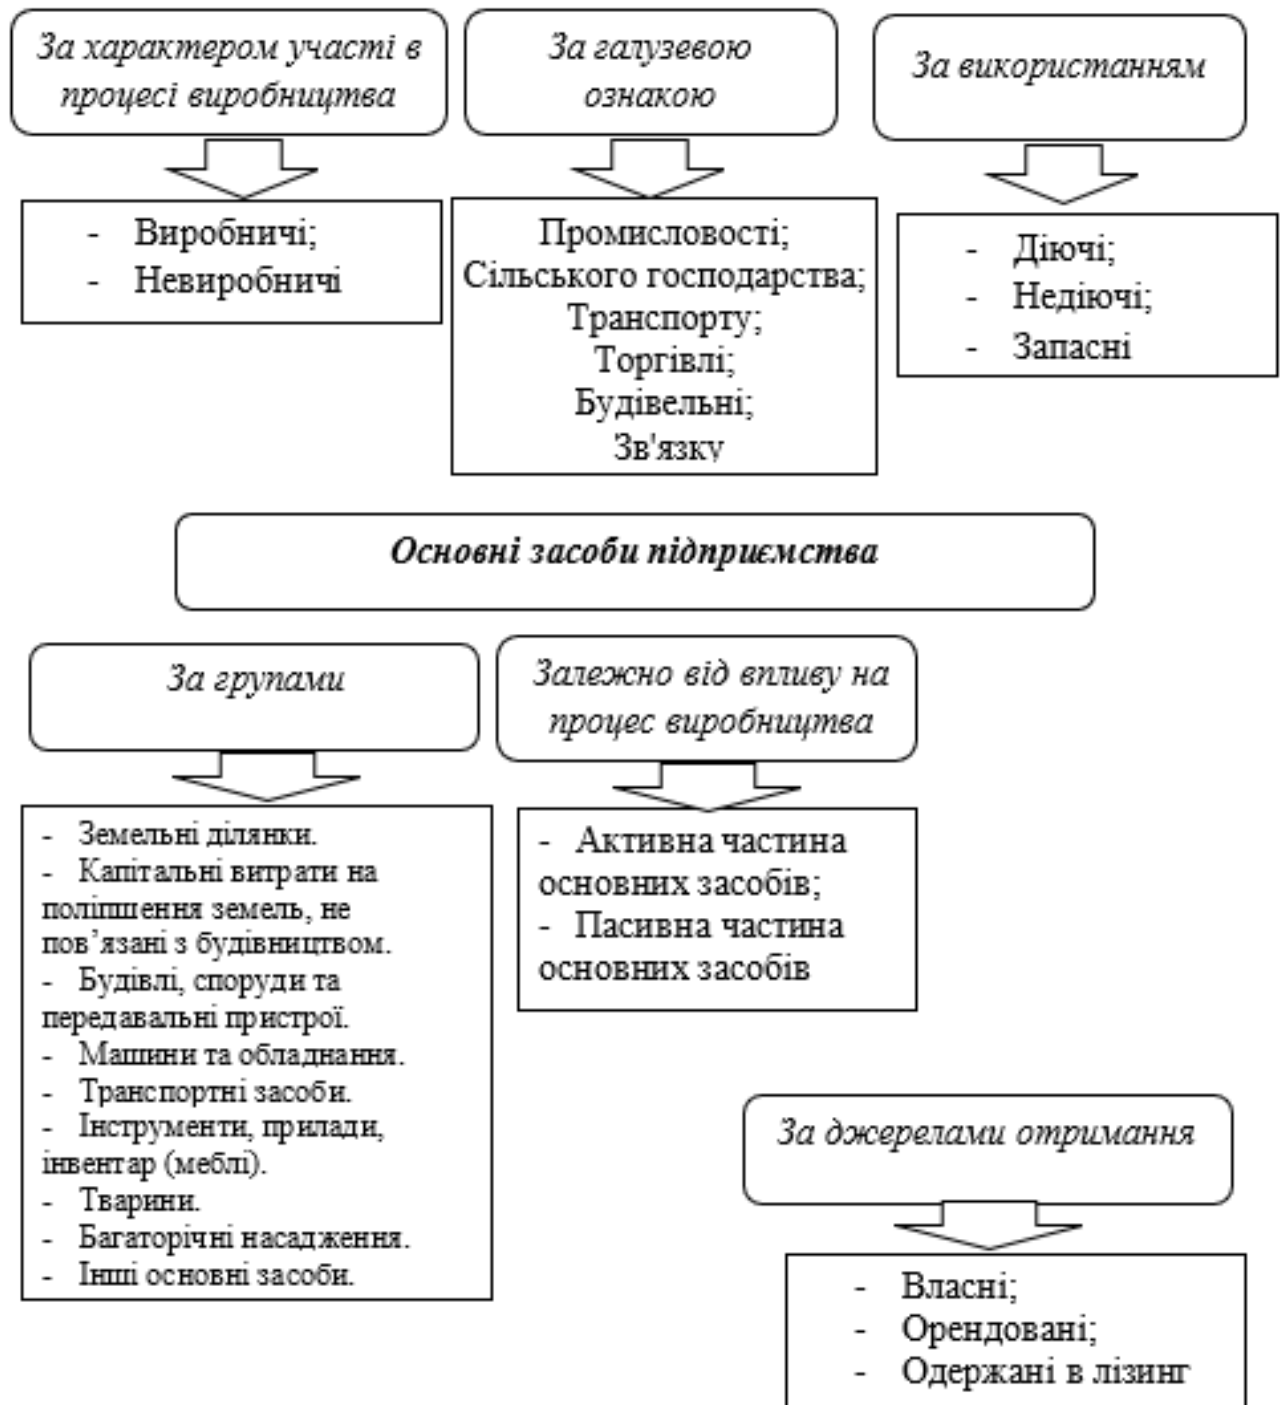 За характером участі в
процесі виробництва
За галузевою
ознакою
За використанням
- Виробничі;
- Невиробничі
Промисловості;
Сільського господарства;
Транспорту;
Торгівлі;
Будівельні;
Зв'язку
- Діючі;
- Недіючі;
- Запасні
Основні засоби підприємства
За групами
Залежно від впливу на
процес виробництва
- Земельні ділянки.
- Капітальні витрати на
поліпшення земель, не
пов’язані з будівництвом.
- Будівлі, споруди та
передавальні пристрої.
- Машини та обладнання.
- Транспортні засоби.
- Інструменти, прилади,
інвентар (меблі).
- Тварини.
- Багаторічні насадження.
- Інші основні засоби.
- Активна частина
основних засобів;
- Пасивна частина
основних засобів
За джерелами отримання
- Власні;
- Орендовані;
- Одержані в лізинг